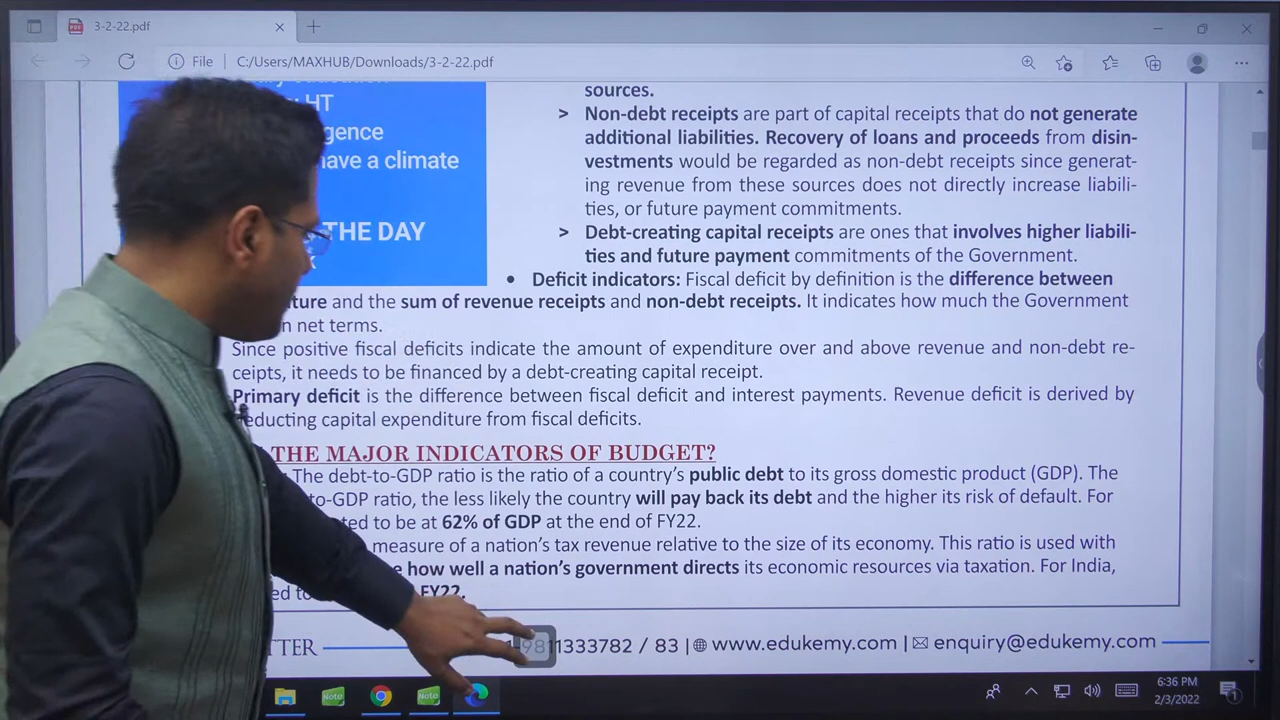 3-2-22.pdf
File
C:/Users/MAXHUB/Downloads/3-2-22.pdf
HT
gence
have a climate
THE DAY
sources.
> Non-debt receipts are part of capital receipts that do not generate
additional liabilities. Recovery of loans and proceeds from disin-
vestments would be regarded as non-debt receipts since generat-
ing revenue from these sources does not directly increase liabili-
ties, or future payment commitments.
> Debt-creating capital receipts are ones that involves higher liabili-
ties and future payment commitments of the Government.
• Deficit indicators: Fiscal deficit by definition is the difference between
ture and the sum of revenue receipts and non-debt receipts. It indicates how much the Government
n net terms.
Since positive fiscal deficits indicate the amount of expenditure over and above revenue and non-debt re-
ceipts, it needs to be financed by a debt-creating capital receipt.
Primary deficit is the difference between fiscal deficit and interest payments. Revenue deficit is derived by
deducting capital expenditure from fiscal deficits.
THE MAJOR INDICATORS OF BUDGET?
The debt-to-GDP ratio is the ratio of a country's public debt to its gross domestic product (GDP). The
to-GDP ratio, the less likely the country will pay back its debt and the higher its risk of default. For
ted to be at 62% of GDP at the end of FY22.
measure of a nation's tax revenue relative to the size of its economy. This ratio is used with
e how well a nation's government directs its economic resources via taxation. For India,
ed to FY22.
TTER 9811333782 / 83 | www.edukemy.com | enquiry@edukemy.com
Note
Note
6:36 PM
2/3/2022